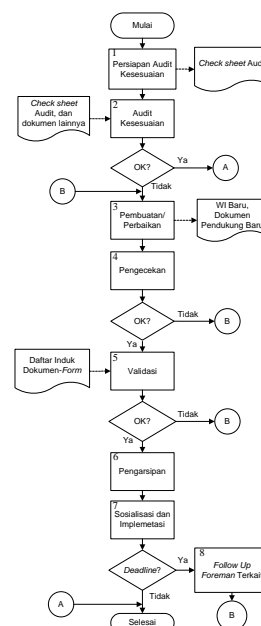 Mulai
1
Persiapan Audit
Kesesuaian
Check sheet Audit
Check sheet
Audit, dan
dokumen lainnya
2
Audit
Kesesuaian
OK?
Ya
A
Tidak
B
3
Pembuatan/
Perbaikan
WI Baru,
Dokumen
Pendukung Baru
4
Pengecekan
OK?
Tidak
B
Ya
Daftar Induk
Dokumen-Form
5
Validasi
OK?
Tidak
B
Ya
6
Pengarsipan
7
Sosialisasi dan
Implemetasi
Deadline?
Ya
8
Follow Up
Foreman Terkait
Tidak
A
B
Selesai